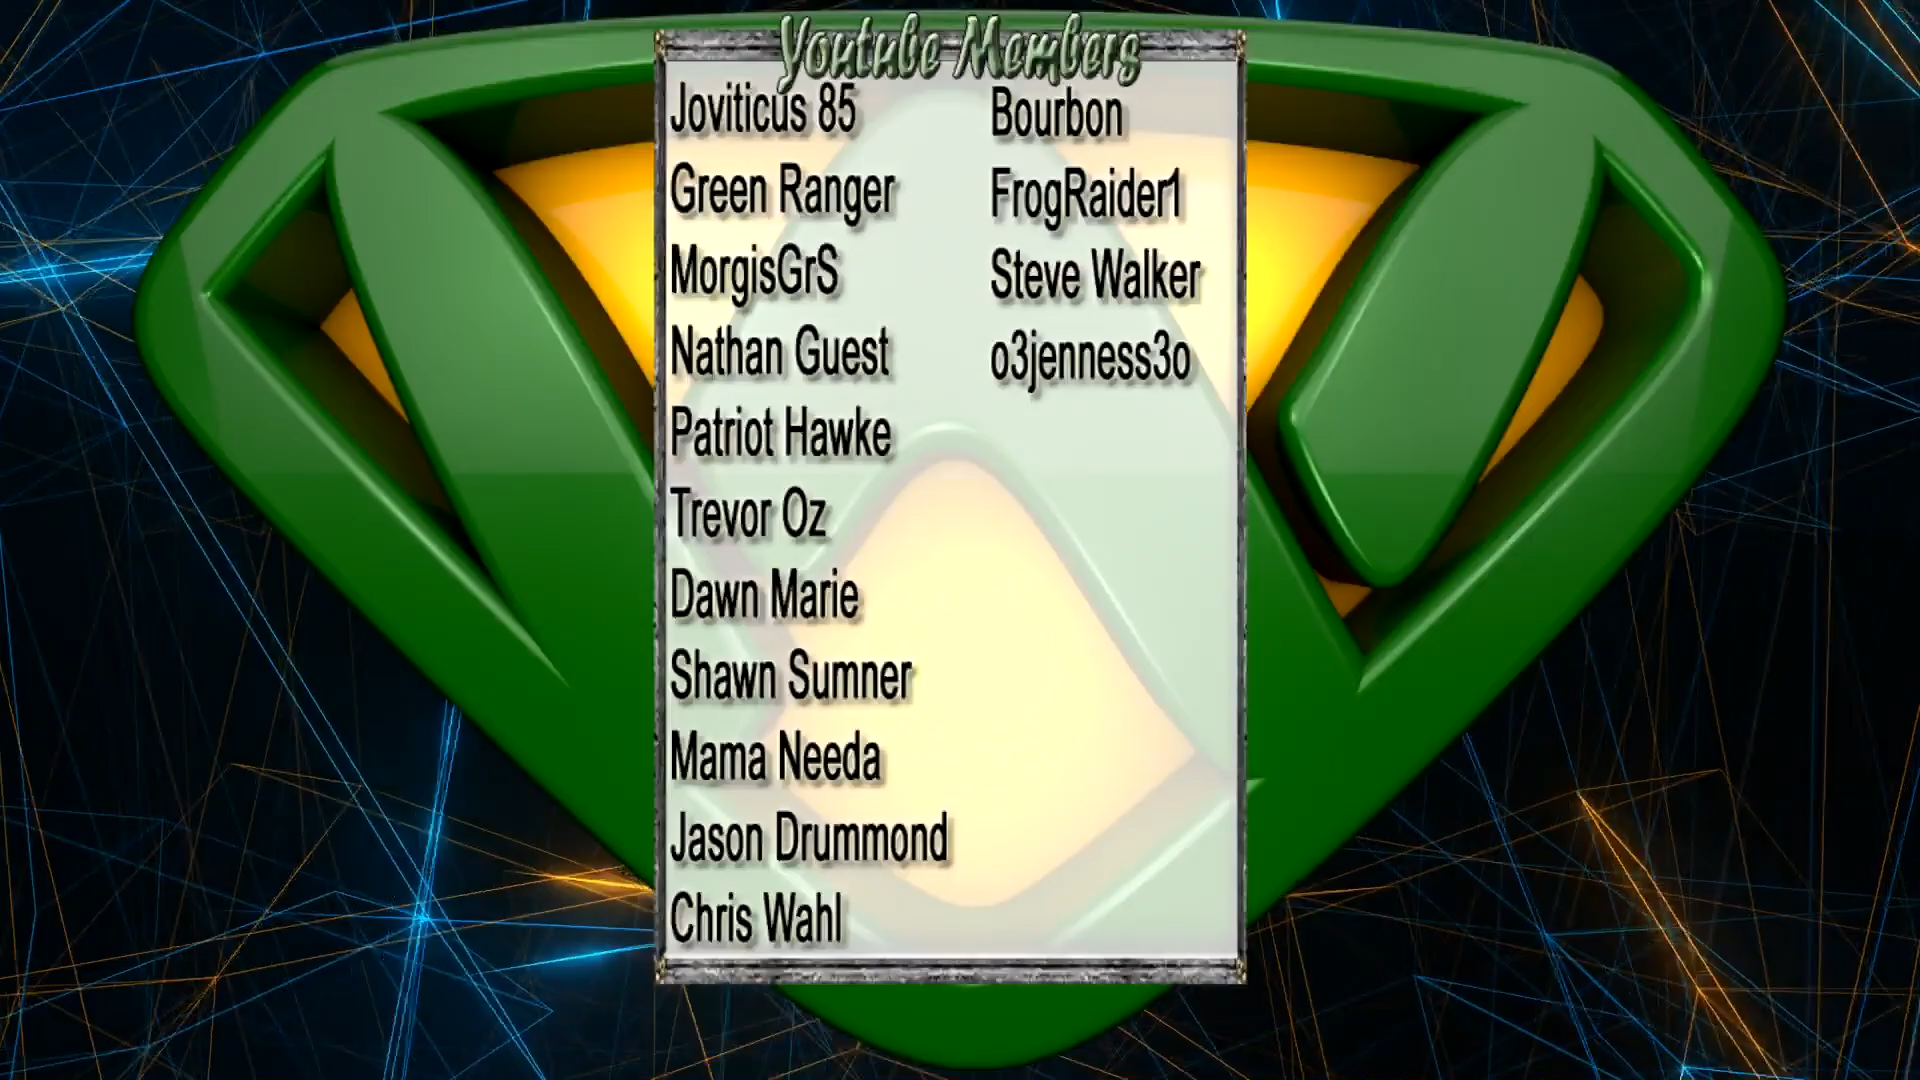 Youtube Members
Joviticus 85
Green Ranger
MorgisGrS
Nathan Guest
Patriot Hawke
Trevor Oz
Dawn Marie
Shawn Sumner
Mama Needa
Jason Drummond
Chris Wahl
Bourbon
FrogRaider1
Steve Walker
o3jenness3o